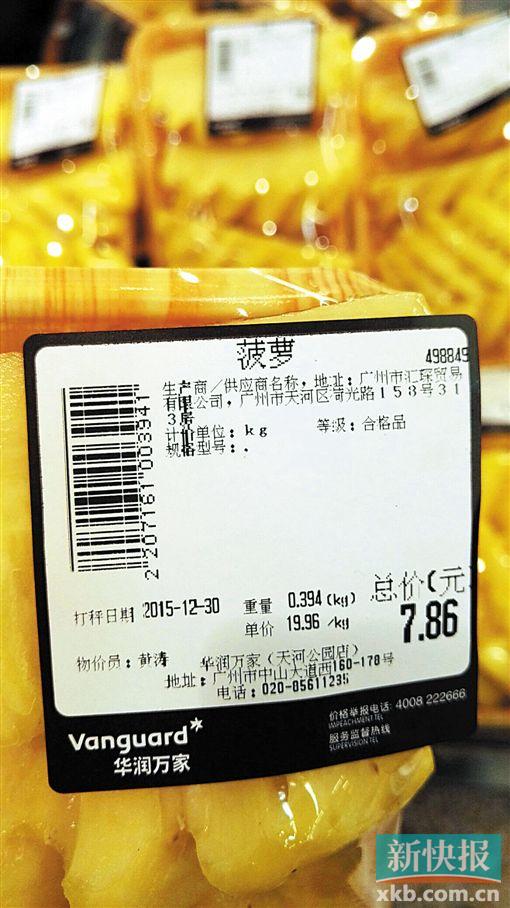 菠萝
498849
生产商/供应商名称，地址：广州市汇琛贸易
有限公司，广州市天河区荷光路158号31
3房
计价单位：kg 等级：合格品
规格型号：.
2 207161 003941
打秤日期 2015-12-30 重量 0.394 (kg) 总价(元)
单价 19.96 /kg 7.86
物价员：黄涛 华润万家（天河公园店）
地址：广州市中山大道西160-170号
电话：020-85611235
Vanguard
华润万家
价格举报电话: 4008 222666
IMPEACHMENT TEL
服务监督热线
SUPERVISION TEL
新快报
xkb.com.cn